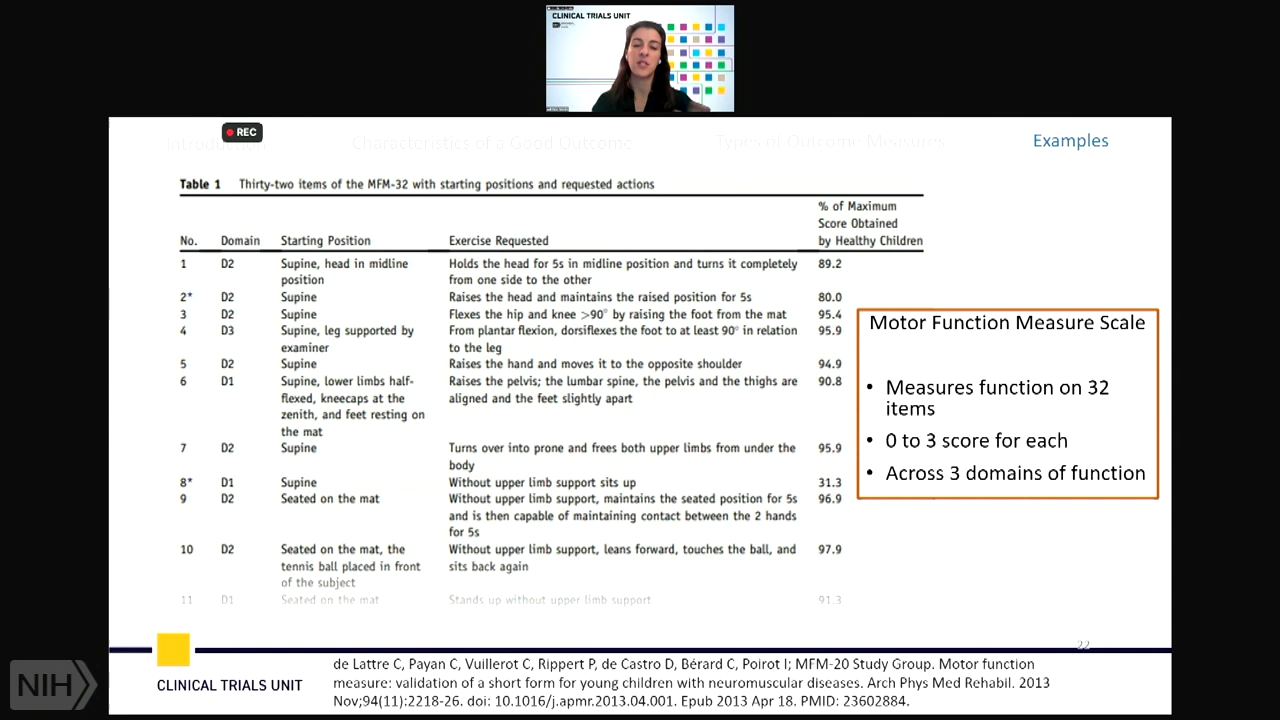 CLINICAL TRIALS UNIT
REC
Introduction
Characteristics of a Good Outcome
Types of Outcome Measures
Examples
Table 1 Thirty-two items of the MFM-32 with starting positions and requested actions
% of Maximum
Score Obtained
No. Domain Starting Position Exercise Requested by Healthy Children
1 D2 Supine, head in midline Holds the head for 5s in midline position and turns it completely 89.2
position from one side to the other
2* D2 Supine Raises the head and maintains the raised position for 5s 80.0
3 D2 Supine Flexes the hip and knee >90° by raising the foot from the mat 95.4
4 D3 Supine, leg supported by From plantar flexion, dorsiflexes the foot to at least 90° in relation 95.9
examiner to the leg
5 D2 Supine Raises the hand and moves it to the opposite shoulder 94.9
6 D1 Supine, lower limbs half- Raises the pelvis; the lumbar spine, the pelvis and the thighs are 90.8
flexed, kneecaps at the aligned and the feet slightly apart
zenith, and feet resting on
the mat
7 D2 Supine Turns over into prone and frees both upper limbs from under the 95.9
body
8* D1 Supine Without upper limb support sits up 31.3
9 D2 Seated on the mat Without upper limb support, maintains the seated position for 5s 96.9
and is then capable of maintaining contact between the 2 hands
for 5s
10 D2 Seated on the mat, the Without upper limb support, leans forward, touches the ball, and 97.9
tennis ball placed in front sits back again
of the subject
11 D1 Seated on the mat Stands up without upper limb support 91.3
Motor Function Measure Scale
• Measures function on 32
items
• 0 to 3 score for each
• Across 3 domains of function
22
NIH
CLINICAL TRIALS UNIT
de Lattre C, Payan C, Vuillerot C, Rippert P, de Castro D, Bérard C, Poirot I; MFM-20 Study Group. Motor function
measure: validation of a short form for young children with neuromuscular diseases. Arch Phys Med Rehabil. 2013
Nov;94(11):2218-26. doi: 10.1016/j.apmr.2013.04.001. Epub 2013 Apr 18. PMID: 23602884.